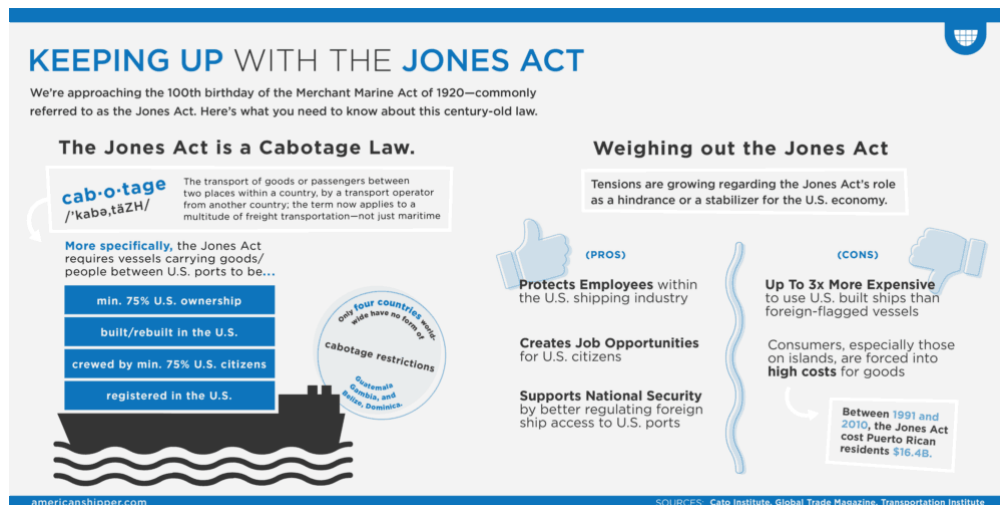 KEEPING UP WITH THE JONES ACT
We're approaching the 100th birthday of the Merchant Marine Act of 1920—commonly
referred to as the Jones Act. Here's what you need to know about this century-old law.
The Jones Act is a Cabotage Law.
cab·o·tage
/'kabə,täZH/
The transport of goods or passengers between
two places within a country, by a transport operator
from another country; the term now applies to a
multitude of freight transportation—not just maritime
More specifically, the Jones Act
requires vessels carrying goods/
people between U.S. ports to be...
min. 75% U.S. ownership
built/rebuilt in the U.S.
crewed by min. 75% U.S. citizens
registered in the U.S.
Only four countries world-
wide have no form of
cabotage restrictions
Guatemala
Gambia, and
Belize, Dominica.
Weighing out the Jones Act
Tensions are growing regarding the Jones Act's role
as a hindrance or a stabilizer for the U.S. economy.
(PROS)
Protects Employees within
the U.S. shipping industry
Creates Job Opportunities
for U.S. citizens
Supports National Security
by better regulating foreign
ship access to U.S. ports
(CONS)
Up To 3x More Expensive
to use U.S. built ships than
foreign-flagged vessels
Consumers, especially those
on islands, are forced into
high costs for goods
Between 1991 and
2010, the Jones Act
cost Puerto Rican
residents $16.4B.
americanshipper.com
SOURCES: Cato Institute, Global Trade Magazine, Transportation Institute